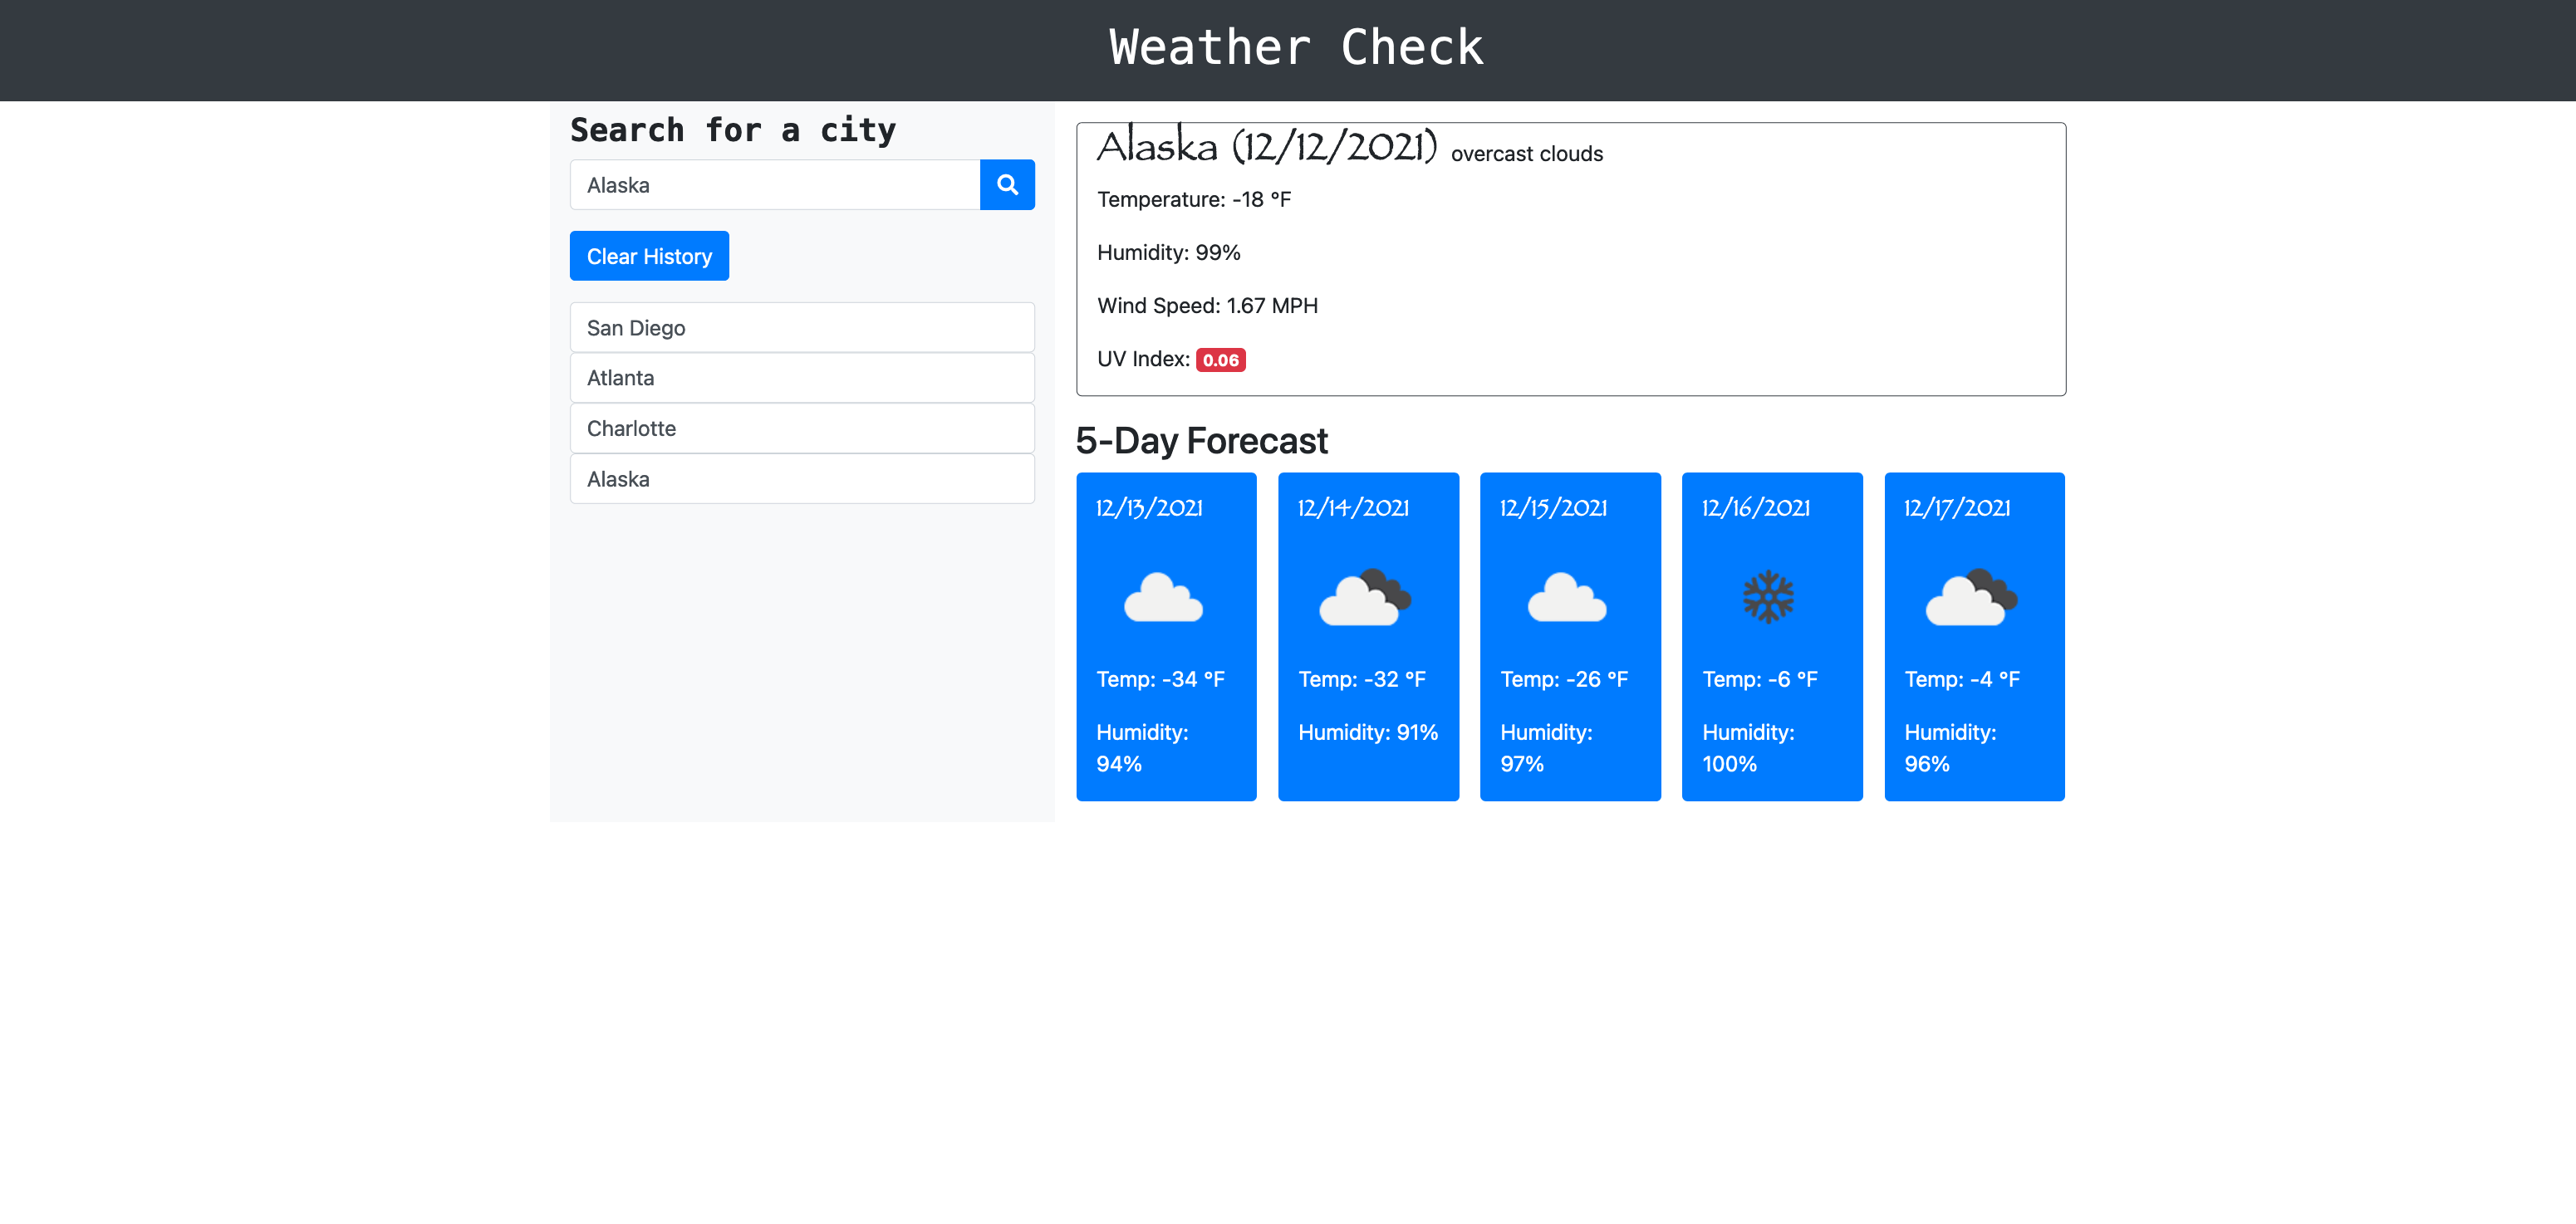 Weather Check
Search for a city
Alaska
Clear History
San Diego
Atlanta
Charlotte
Alaska
Alaska (12/12/2021) overcast clouds
Temperature: -18 °F
Humidity: 99%
Wind Speed: 1.67 MPH
UV Index: 0.06
5-Day Forecast
12/13/2021
Temp: -34 °F
Humidity:
94%
12/14/2021
Temp: -32 °F
Humidity: 91%
12/15/2021
Temp: -26 °F
Humidity:
97%
12/16/2021
Temp: -6 °F
Humidity:
100%
12/17/2021
Temp: -4 °F
Humidity:
96%